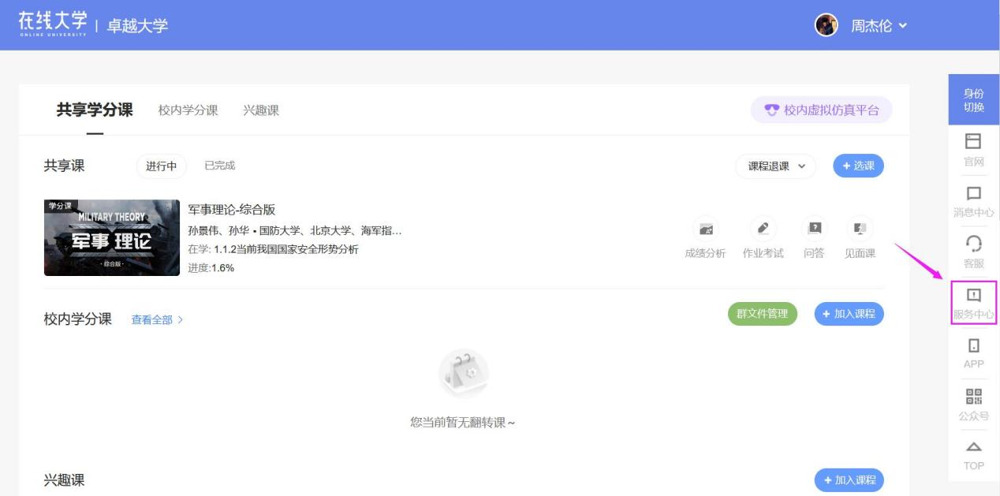 在线大学 | 卓越大学
ONLINE UNIVERSITY
周杰伦
共享学分课
校内学分课
兴趣课
校内虚拟仿真平台
共享课
进行中
已完成
课程退课
+ 选课
学分课
MILITARY THEORY
军事 理论
·综合版·
军事理论-综合版
孙景伟、孙华 • 国防大学、北京大学、海军指...
在学: 1.1.2当前我国国家安全形势分析
进度:1.6%
成绩分析
作业考试
问答
见面课
校内学分课
查看全部 >
群文件管理
+ 加入课程
您当前暂无翻转课～
兴趣课
+ 加入课程
身份
切换
官网
消息中心
客服
服务中心
APP
公众号
TOP